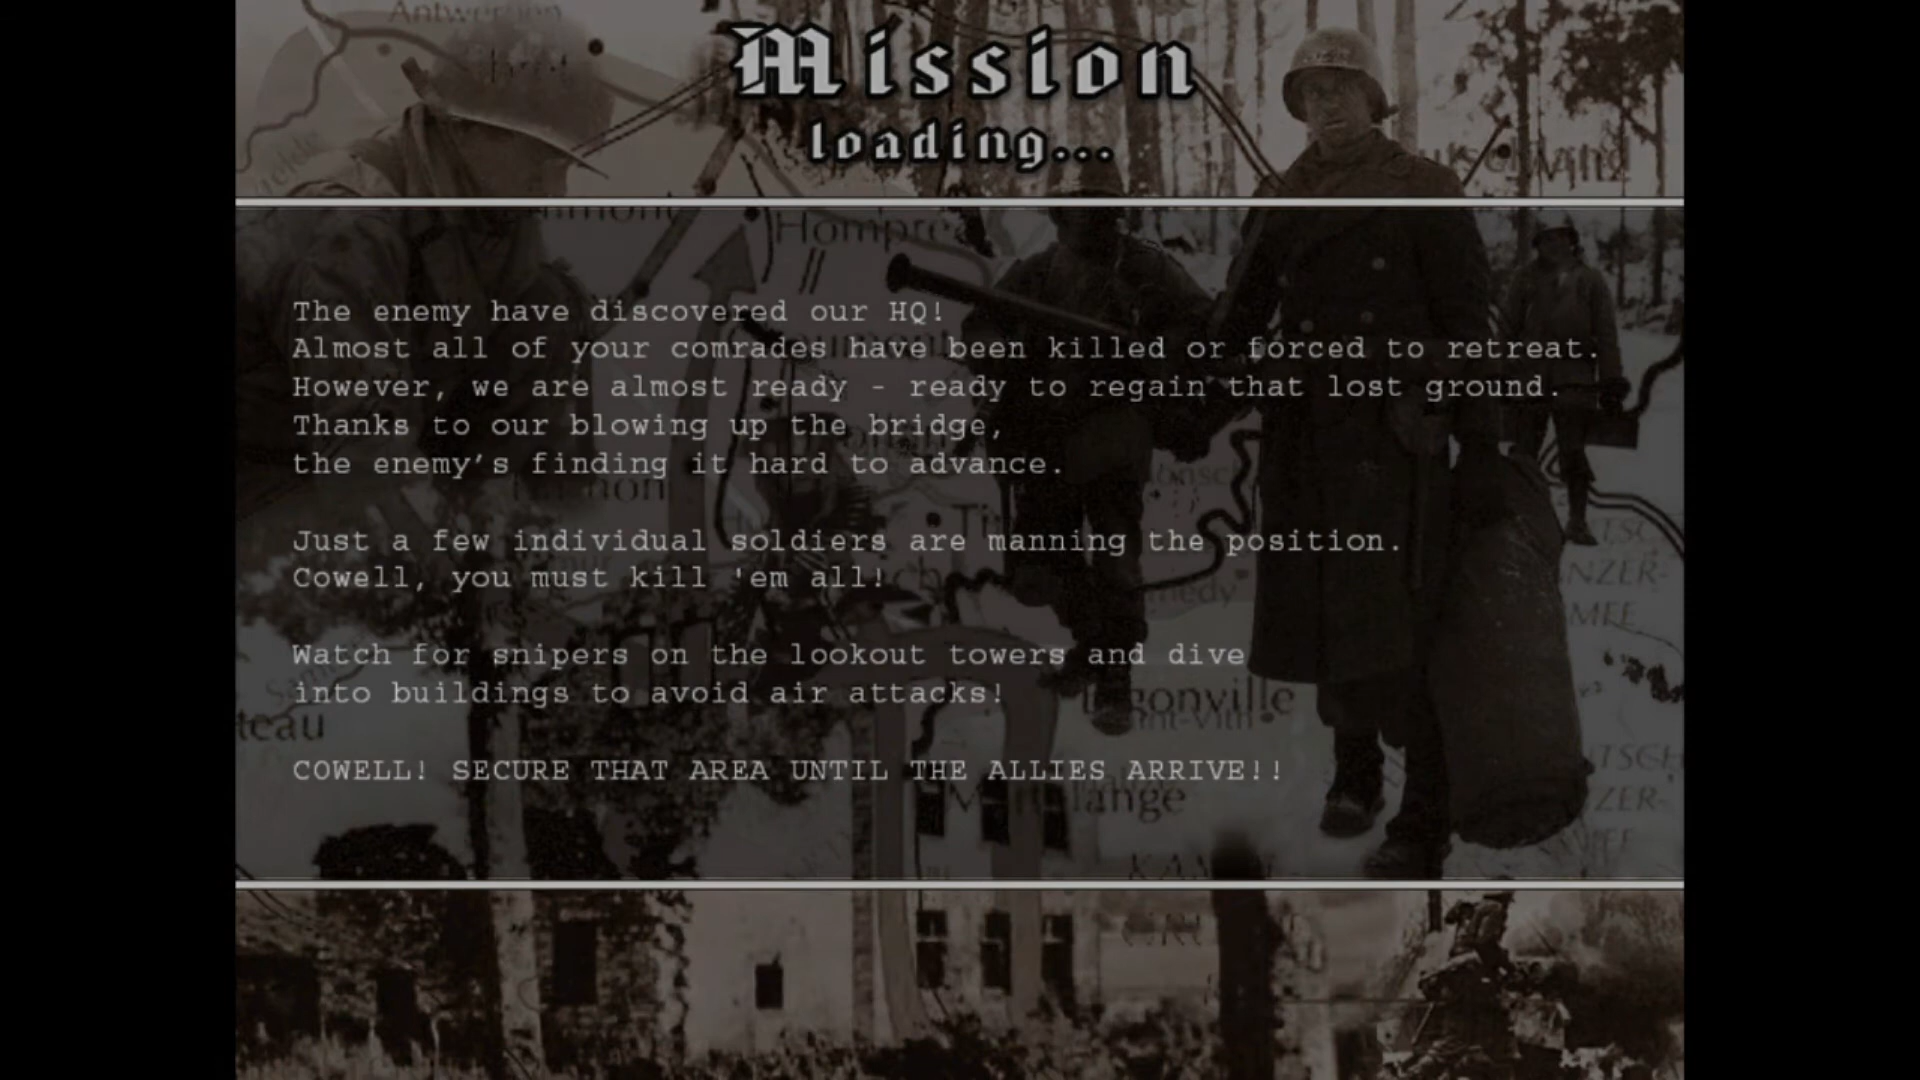 Mission
loading...
The enemy have discovered our HQ!
Almost all of your comrades have been killed or forced to retreat.
However, we are almost ready - ready to regain that lost ground.
Thanks to our blowing up the bridge,
the enemy's finding it hard to advance.
Just a few individual soldiers are manning the position.
Cowell, you must kill 'em all!
Watch for snipers on the lookout towers and dive
into buildings to avoid air attacks!
COWELL! SECURE THAT AREA UNTIL THE ALLIES ARRIVE!!